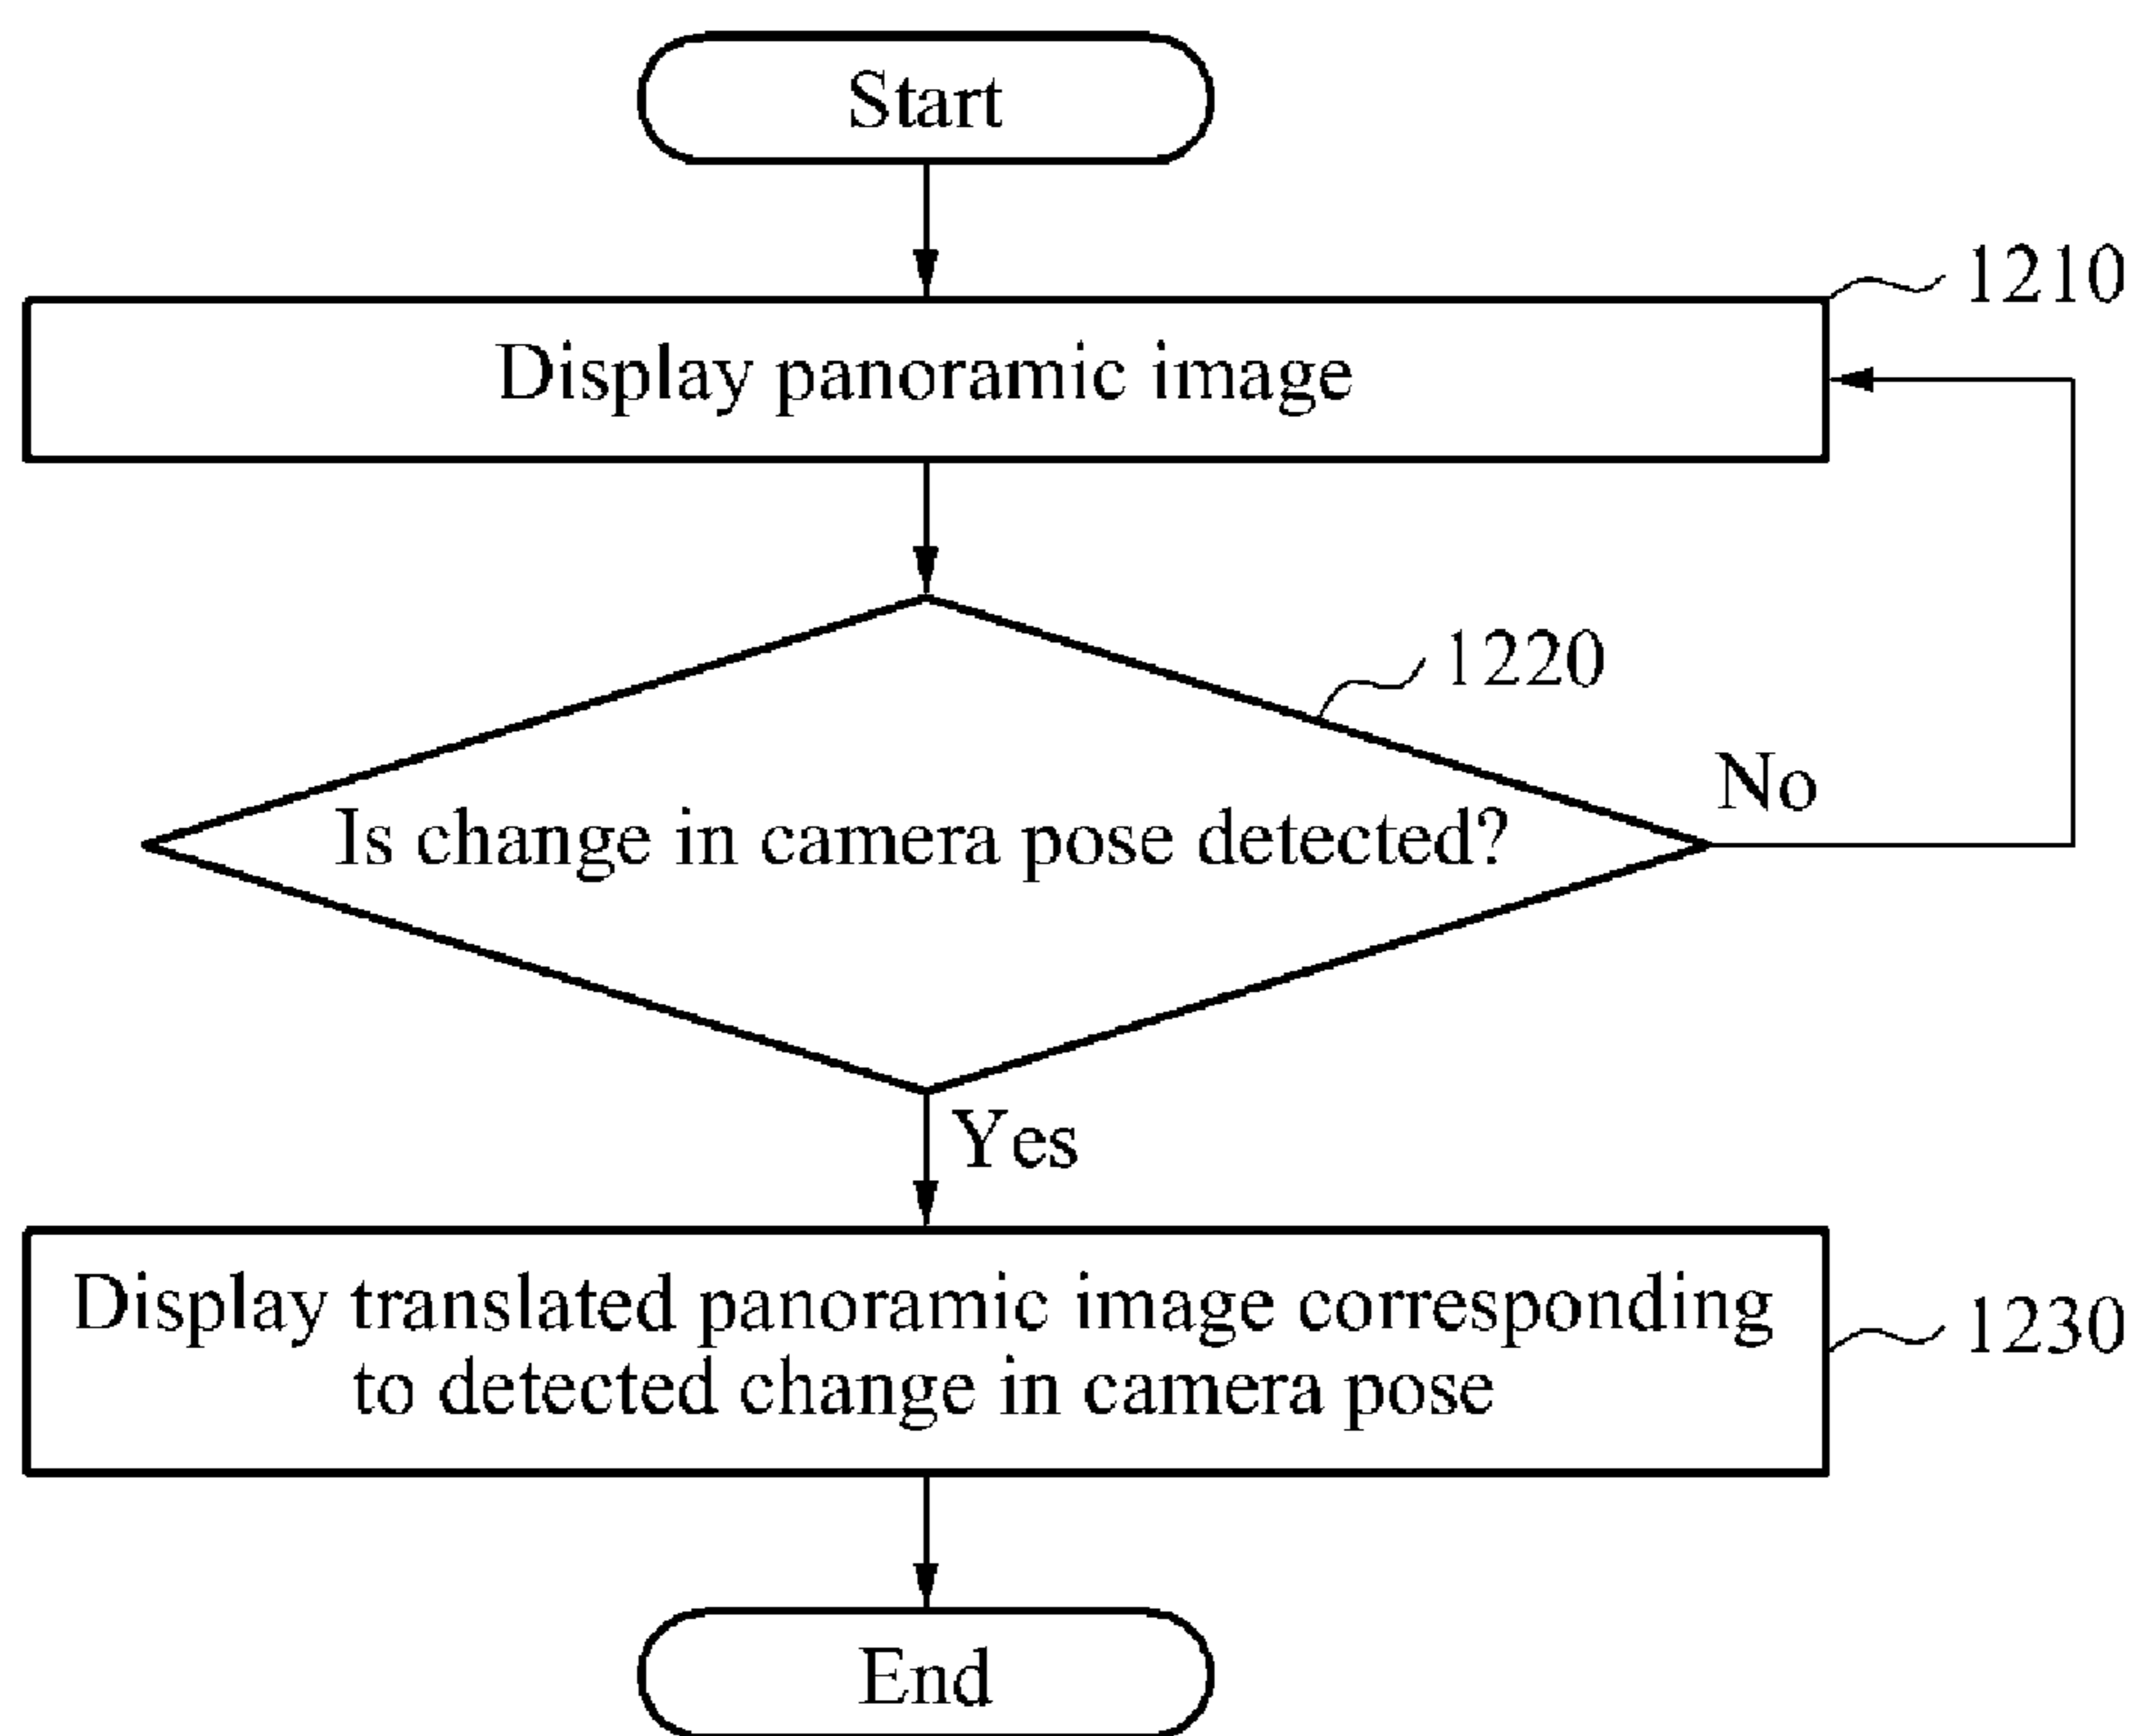 Start
1210
Display panoramic image
1220
No
Is change in camera pose detected?
Yes
Display translated panoramic image corresponding
to detected change in camera pose
1230
End